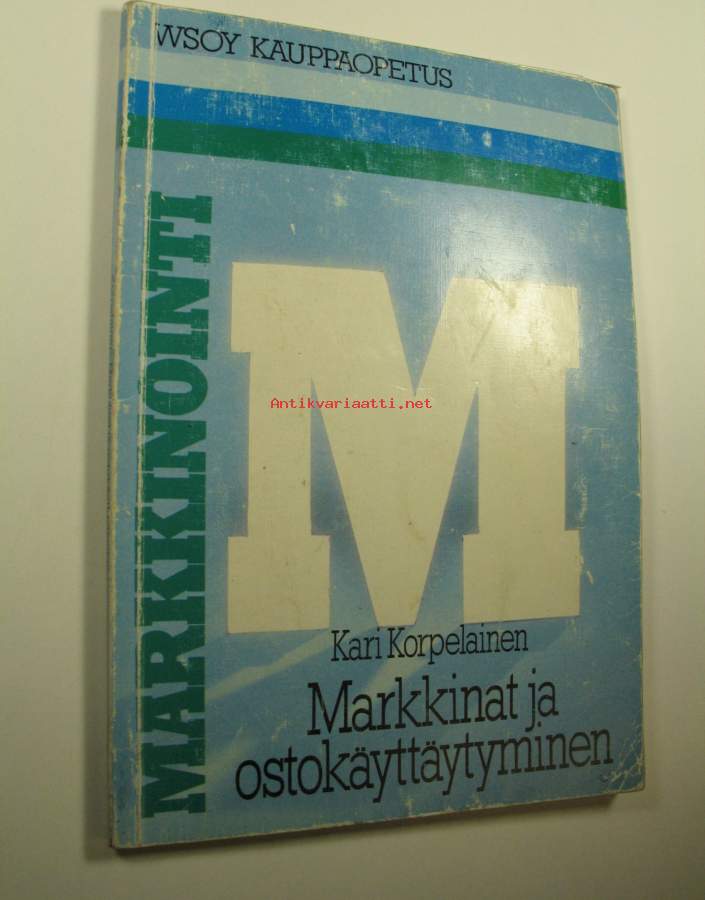 WSOY KAUPPAOPETUS
MARKKINOINTI
M
Antikvariaatti.net
Kari Korpelainen
Markkinat ja
ostokäyttäytyminen